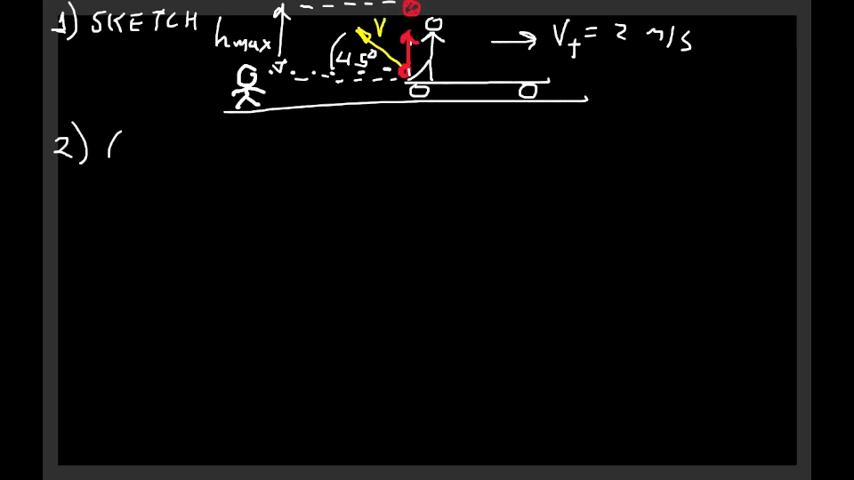 1) SKETCH
hmax
V
45°
Vt = 2 m/s
2) (